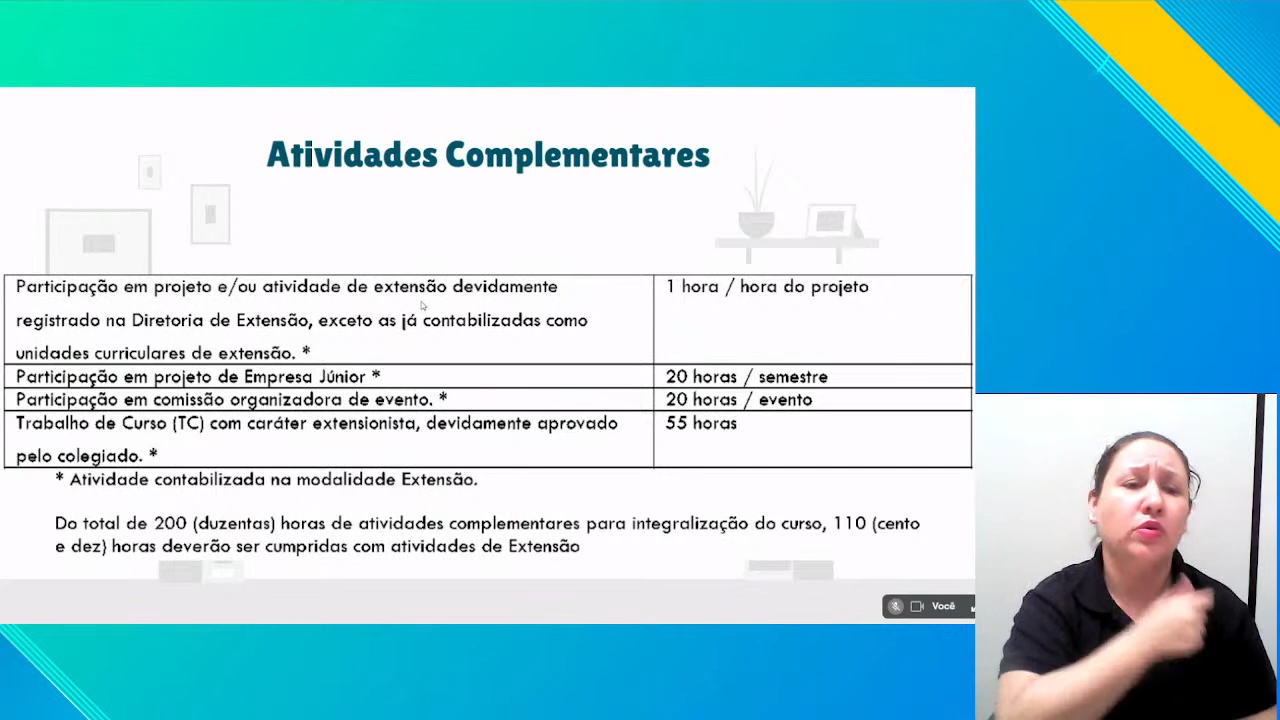 Atividades Complementares
Participação em projeto e/ou atividade de extensão devidamente
1 hora / hora do projeto
registrado na Diretoria de Extensão, exceto as já contabilizadas como
unidades curriculares de extensão. *
Participação em projeto de Empresa Júnior *
20 horas / semestre
Participação em comissão organizadora de evento. *
20 horas / evento
Trabalho de Curso (TC) com caráter extensionista, devidamente aprovado
55 horas
pelo colegiado. *
* Atividade contabilizada na modalidade Extensão.
Do total de 200 (duzentas) horas de atividades complementares para integralização do curso, 110 (cento
e dez) horas deverão ser cumpridas com atividades de Extensão
Você